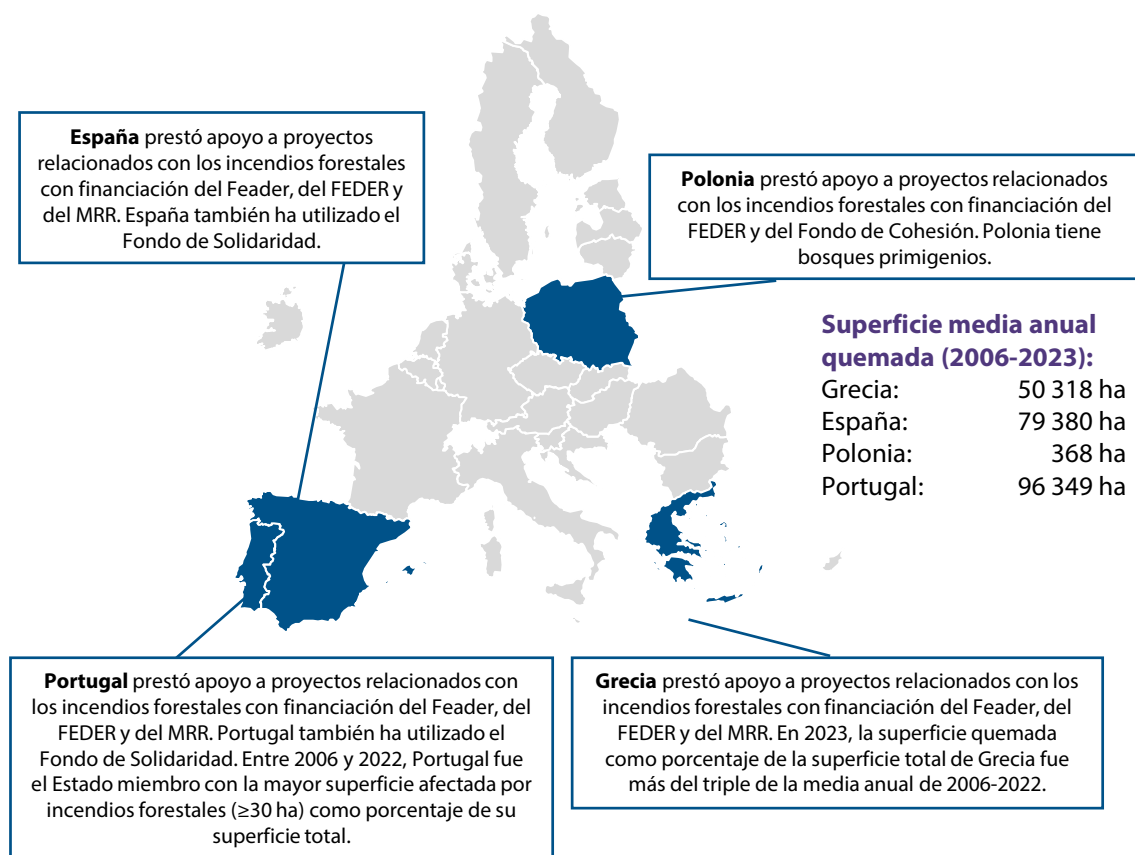 España prestó apoyo a proyectos
relacionados con los incendios forestales
con financiación del Feader, del FEDER y
del MRR. España también ha utilizado el
Fondo de Solidaridad.
Polonia prestó apoyo a proyectos relacionados
con los incendios forestales con financiación del
FEDER y del Fondo de Cohesión. Polonia tiene
bosques primigenios.
Superficie media anual
quemada (2006-2023):
Grecia: 50 318 ha
España: 79 380 ha
Polonia: 368 ha
Portugal: 96 349 ha
Portugal prestó apoyo a proyectos relacionados con
los incendios forestales con financiación del Feader, del
FEDER y del MRR. Portugal también ha utilizado el
Fondo de Solidaridad. Entre 2006 y 2022, Portugal fue
el Estado miembro con la mayor superficie afectada por
incendios forestales (≥30 ha) como porcentaje de su
superficie total.
Grecia prestó apoyo a proyectos relacionados con los
incendios forestales con financiación del Feader, del
FEDER y del MRR. En 2023, la superficie quemada
como porcentaje de la superficie total de Grecia fue
más del triple de la media anual de 2006-2022.